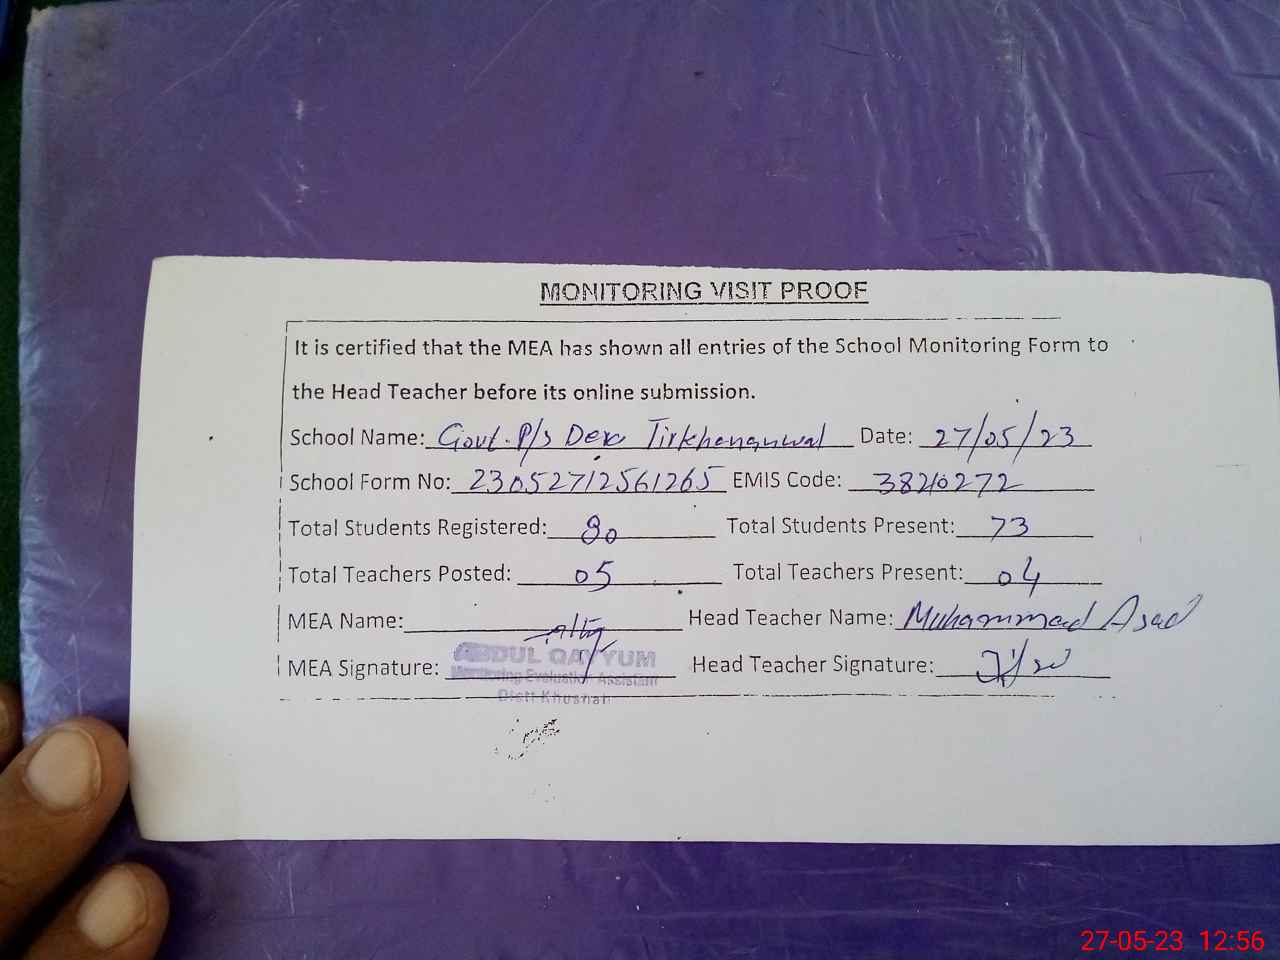 MONITORING VISIT PROOF
It is certified that the MEA has shown all entries of the School Monitoring Form to
the Head Teacher before its online submission.
School Name: Govt. P/s Dera Tirkhananwal Date: 27/05/23
School Form No: 23052712561265 EMIS Code: 38210272
Total Students Registered: 80 Total Students Present: 73
Total Teachers Posted: 05 Total Teachers Present: 04
MEA Name: Head Teacher Name: Muhammad Asad
MEA Signature: Head Teacher Signature:
ABDUL QAYYUM
Monitoring Evaluation Assistant
Distt Khushab
27-05-23 12:56